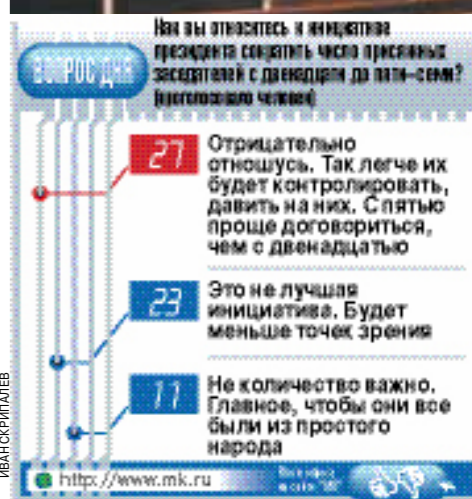 Как вы относитесь к инициативе
президента сократить число присяжных
ВОПРОС ДНЯ
заседателей с двенадцати до пяти–семи?
(проголосовало человек)
27
Отрицательно
отношусь. Так легче их
будет контролировать,
давить на них. С пятью
проще договориться,
чем с двенадцатью
23
Это не лучшая
инициатива. Будет
меньше точек зрения
11
Не количество важно.
Главное, чтобы они все
были из простого
народа
ИВАН СКРИПАЛЕВ
http://www.mk.ru